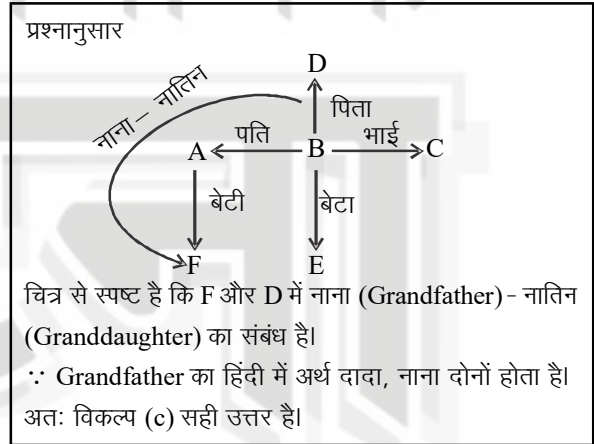 प्रश्नानुसार
D
नाना – नातिन
पिता
पति
भाई
A
B
C
बेटी
बेटा
F
E
चित्र से स्पष्ट है कि F और D में नाना (Grandfather) - नातिन
(Granddaughter) का संबंध है।
∵ Grandfather का हिंदी में अर्थ दादा, नाना दोनों होता है।
अतः विकल्प (c) सही उत्तर है।